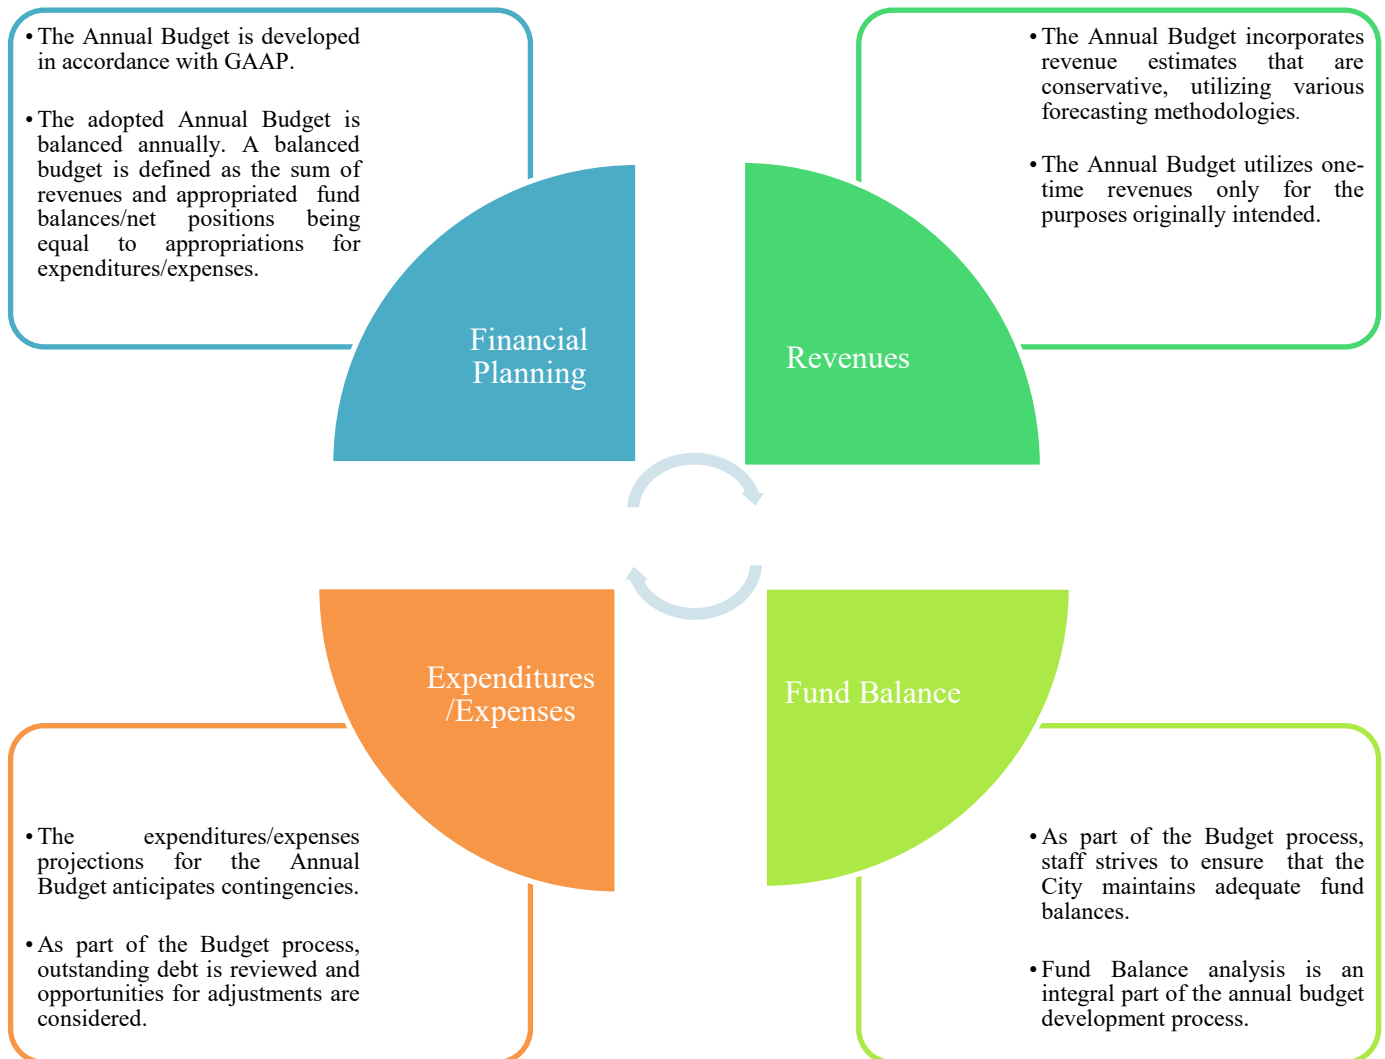 • The Annual Budget is developed
in accordance with GAAP.
• The adopted Annual Budget is
balanced annually. A balanced
budget is defined as the sum of
revenues and appropriated fund
balances/net positions being
equal to appropriations for
expenditures/expenses.
• The Annual Budget incorporates
revenue estimates that are
conservative, utilizing various
forecasting methodologies.
• The Annual Budget utilizes one-
time revenues only for the
purposes originally intended.
Financial
Planning
Revenues
Expenditures
/Expenses
Fund Balance
• The expenditures/expenses
projections for the Annual
Budget anticipates contingencies.
• As part of the Budget process,
outstanding debt is reviewed and
opportunities for adjustments are
considered.
• As part of the Budget process,
staff strives to ensure that the
City maintains adequate fund
balances.
• Fund Balance analysis is an
integral part of the annual budget
development process.